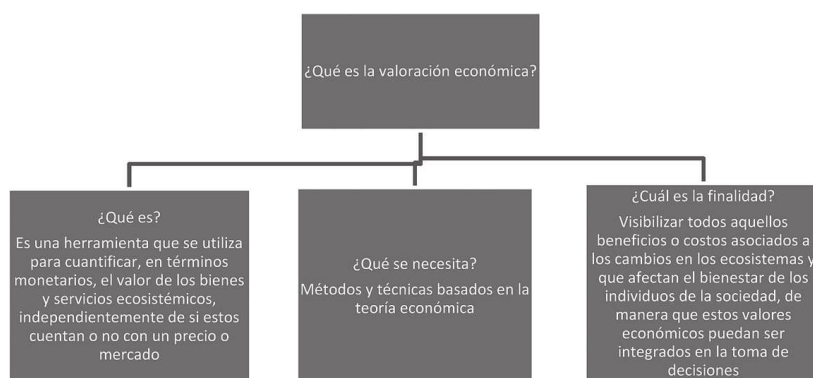 ¿Qué es la valoración económica?
¿Qué es?
Es una herramienta que se utiliza
para cuantificar, en términos
monetarios, el valor de los bienes
y servicios ecosistémicos,
independientemente de si estos
cuentan o no con un precio o
mercado
¿Qué se necesita?
Métodos y técnicas basados en la
teoría económica
¿Cuál es la finalidad?
Visibilizar todos aquellos
beneficios o costos asociados a
los cambios en los ecosistemas y
que afectan el bienestar de los
individuos de la sociedad, de
manera que estos valores
económicos puedan ser
integrados en la toma de
decisiones